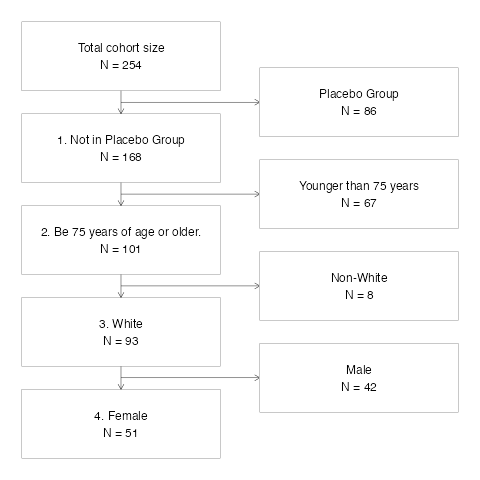 Total cohort size
N = 254
Placebo Group
N = 86
1. Not in Placebo Group
N = 168
Younger than 75 years
N = 67
2. Be 75 years of age or older.
N = 101
Non-White
N = 8
3. White
N = 93
Male
N = 42
4. Female
N = 51